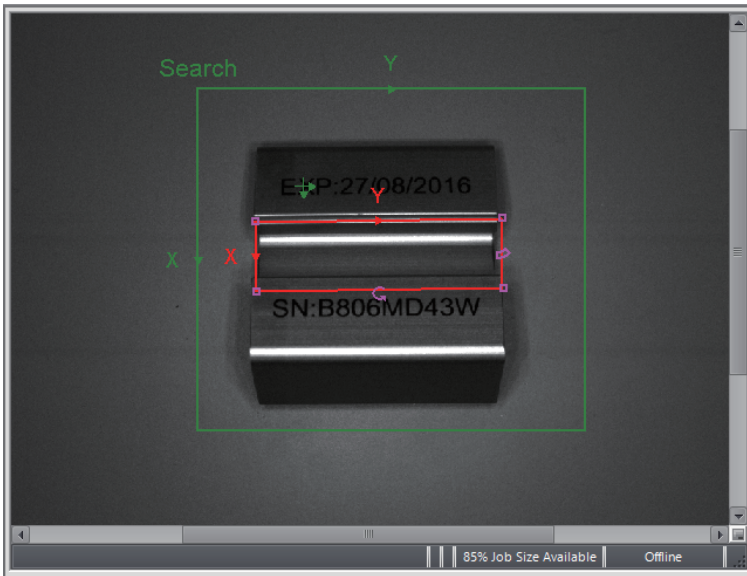 Search
Y
EXP:27/08/2016
Y
X
X
SN:B806MD43W
85% Job Size Available
Offline